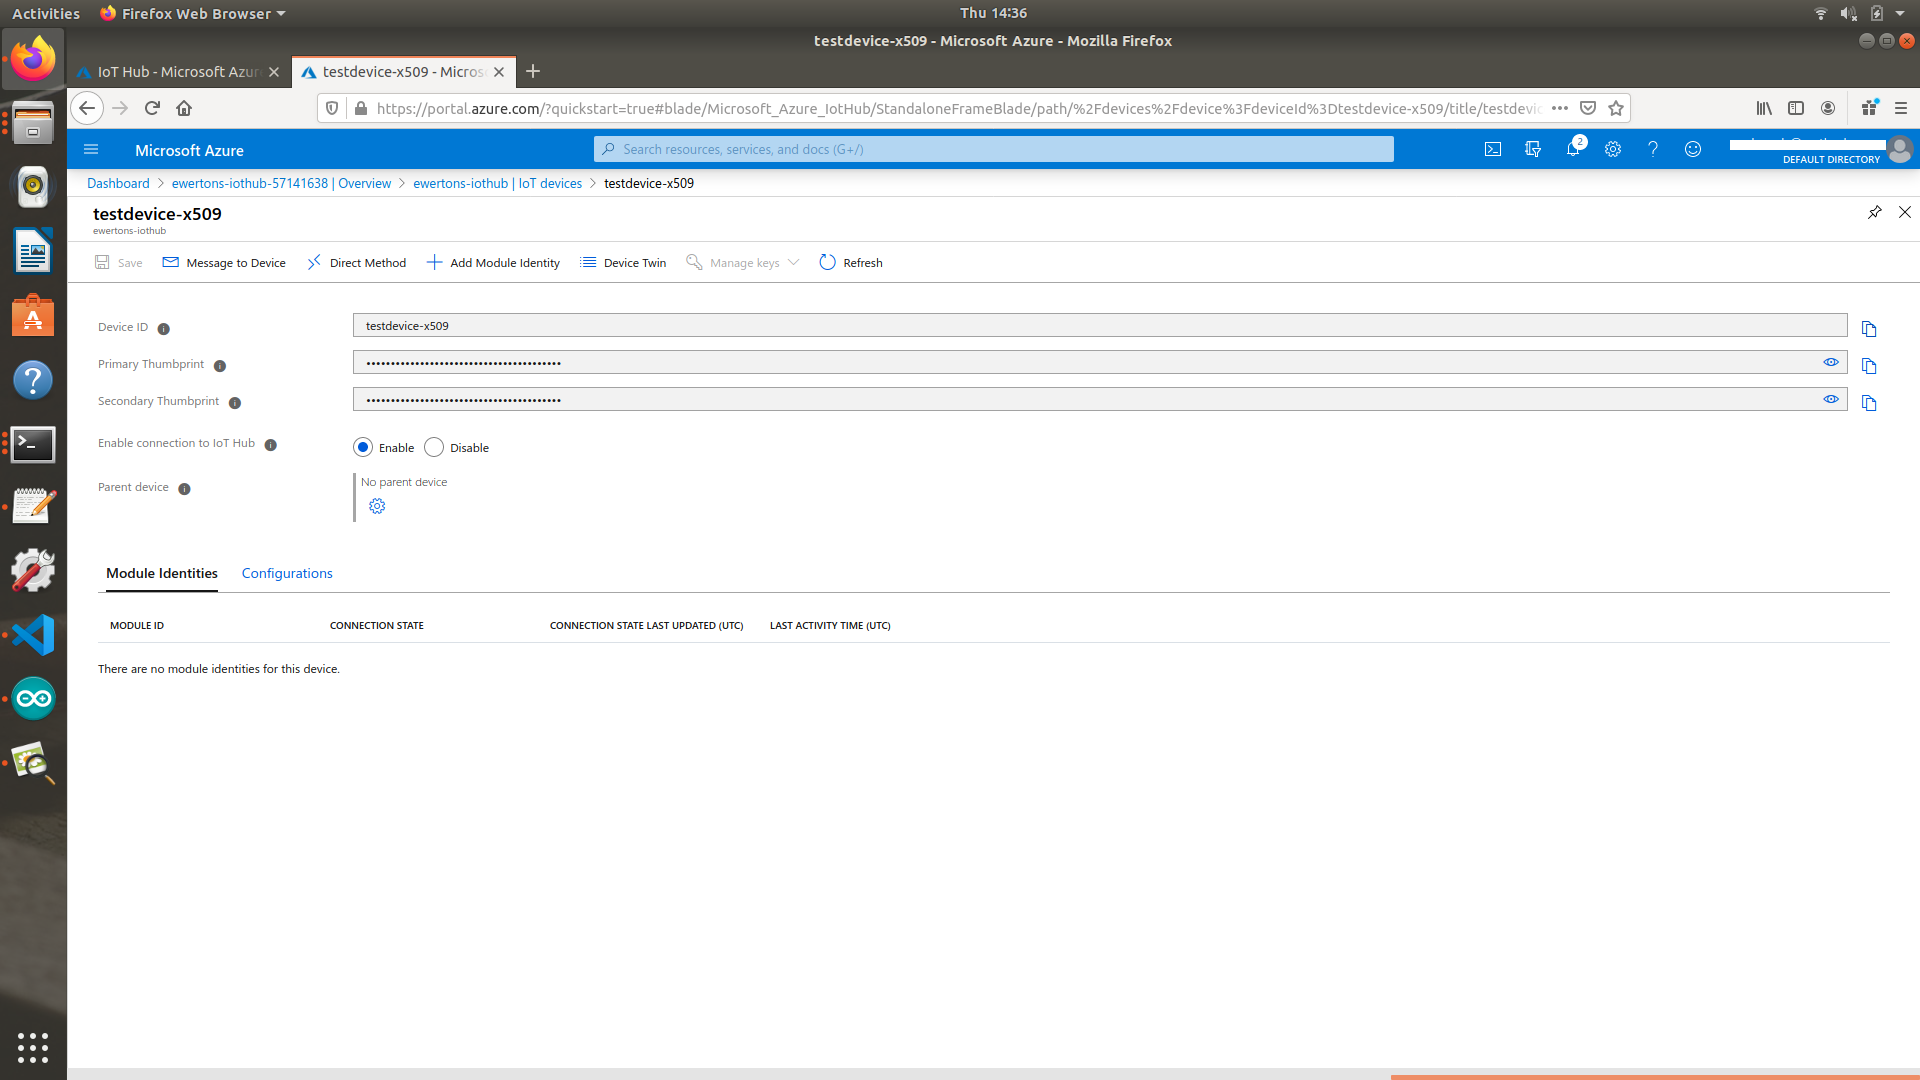 Activities
Firefox Web Browser
Thu 14:36
testdevice-x509 - Microsoft Azure - Mozilla Firefox
IoT Hub - Microsoft Azur
testdevice-x509 - Micros
https://portal.azure.com/?quickstart=true#blade/Microsoft_Azure_IotHub/StandaloneFrameBlade/path/%2Fdevices%2Fdevice%3FdeviceId%3Dtestdevice-x509/title/testdevic
Microsoft Azure
Search resources, services, and docs (G+/)
2
DEFAULT DIRECTORY
Dashboard > ewertons-iothub-57141638 | Overview > ewertons-iothub | IoT devices > testdevice-x509
testdevice-x509
ewertons-iothub
Save
Message to Device
Direct Method
Add Module Identity
Device Twin
Manage keys
Refresh
Device ID
testdevice-x509
Primary Thumbprint
Secondary Thumbprint
Enable connection to IoT Hub
Enable
Disable
Parent device
No parent device
Module Identities
Configurations
MODULE ID
CONNECTION STATE
CONNECTION STATE LAST UPDATED (UTC)
LAST ACTIVITY TIME (UTC)
There are no module identities for this device.